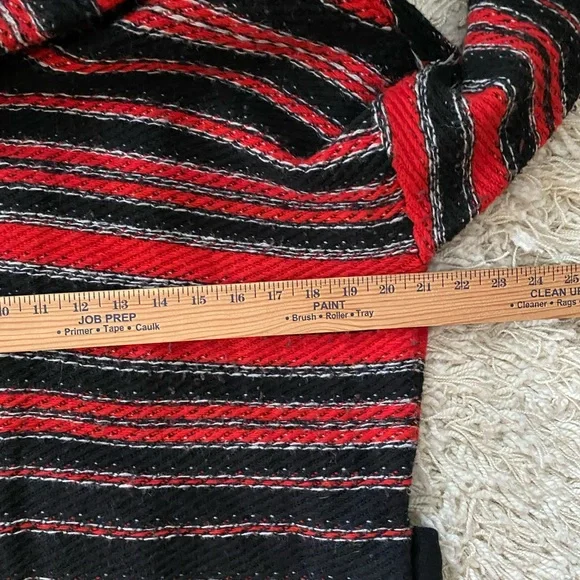 10 11 12 13 14 15 16 17 18 19 20 21 22 23 24 25
JOB PREP
• Primer • Tape • Caulk
PAINT
• Brush • Roller • Tray
CLEAN U
• Cleaner • Rags